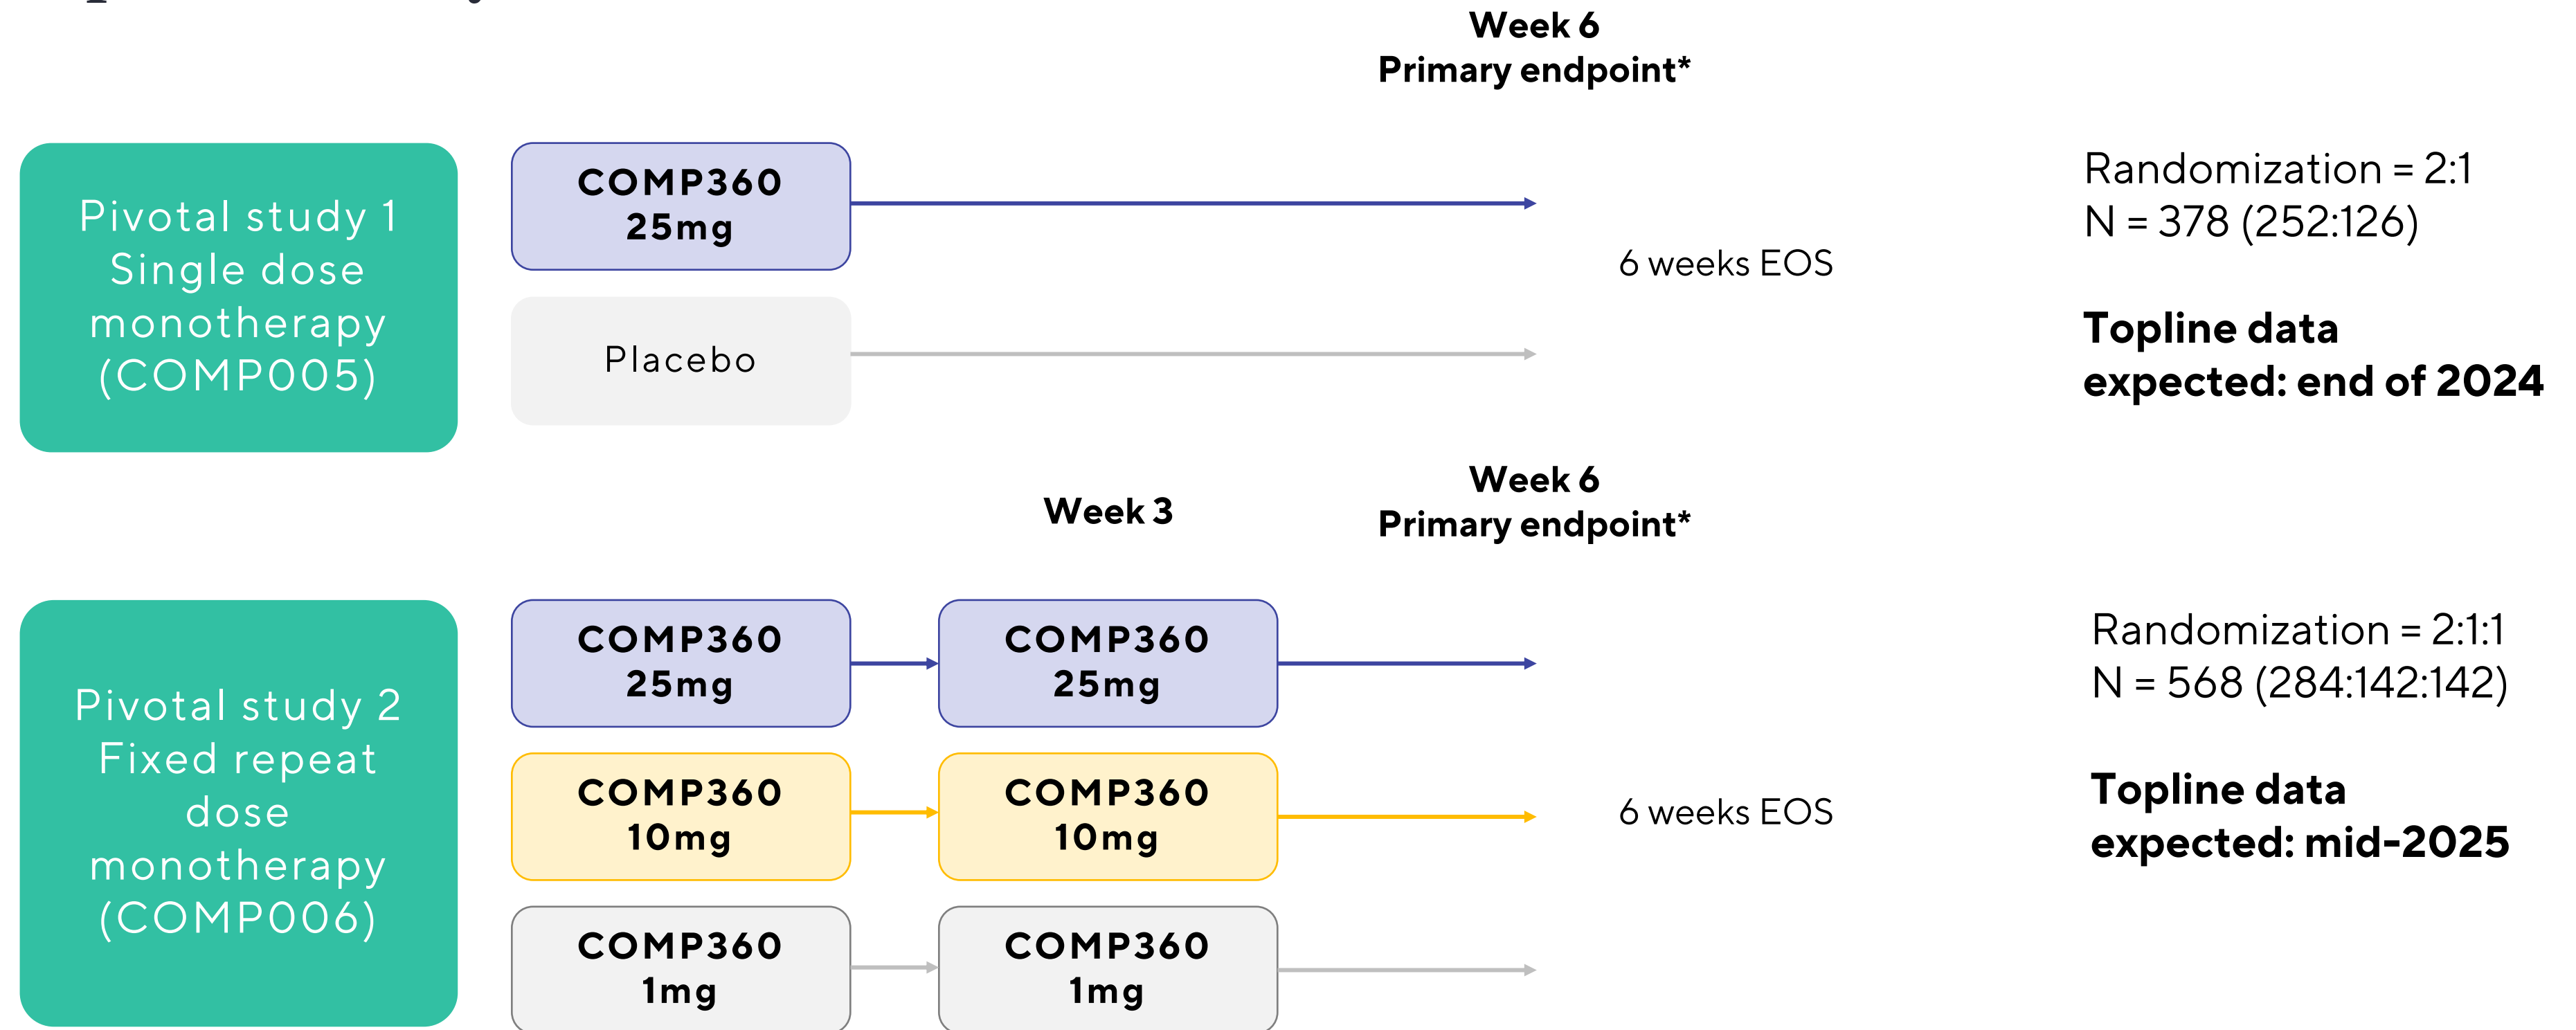 Week 6
Primary endpoint*
Pivotal study 1
Single dose
monotherapy
(COMP005)
COMP360
25mg
Placebo
6 weeks EOS
Randomization = 2:1
N = 378 (252:126)
Topline data
expected: end of 2024
Week 3
Week 6
Primary endpoint*
Pivotal study 2
Fixed repeat
dose
monotherapy
(COMP006)
COMP360
25mg
COMP360
25mg
COMP360
10mg
COMP360
10mg
COMP360
1mg
COMP360
1mg
6 weeks EOS
Randomization = 2:1:1
N = 568 (284:142:142)
Topline data
expected: mid-2025